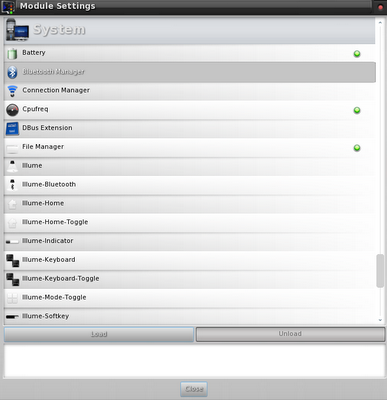 Module Settings
System
Battery
Bluetooth Manager
Connection Manager
Cpufreq
DBus Extension
File Manager
Illume
Illume-Bluetooth
Illume-Home
Illume-Home-Toggle
Illume-Indicator
Illume-Keyboard
Illume-Keyboard-Toggle
Illume-Mode-Toggle
Illume-Softkey
Load
Unload
Close